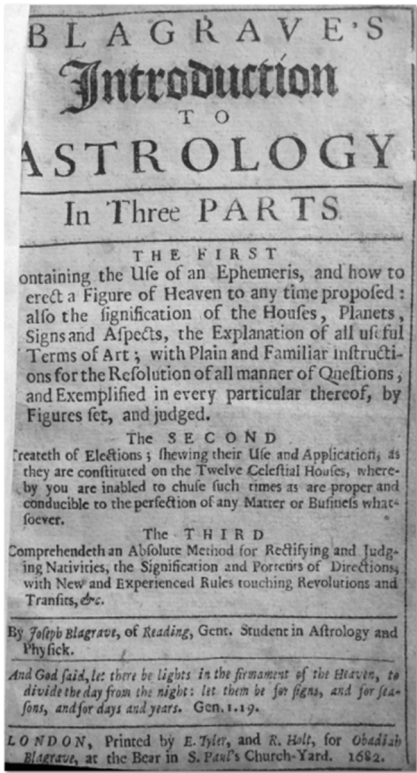 BLAGRAVE'S
Introduction
TO
ASTROLOGY
In Three PARTS
THE FIRST
ontaining the Uſe of an Ephemeris, and how to
erect a Figure of Heaven to any time propoſed:
alſo the ſignification of the Houſes, Planets,
Signs and Aſpects, the Explanation of all uſeful
Terms of Art; with Plain and Familiar inſtructi-
ons for the Reſolution of all manner of Queſtions,
and Exemplified in every particular thereof, by
Figures ſet, and judged.
The SECOND
Treateth of Elections; ſhewing their Uſe and Application, as
they are conſtituted on the Twelve Celeſtial Houſes, where-
by you are inabled to chuſe ſuch times as are proper and
conducible to the perfection of any Matter or Buſineſs what-
ſoever.
The THIRD
Comprehendeth an Abſolute Method for Rectifying and Judg-
ing Nativities, the Signification and Portents of Directions,
with New and Experienced Rules touching Revolutions and
Tranſits, &c.
By Joſeph Blagrave, of Reading, Gent. Student in Aſtrology and
Phyſick.
And God ſaid, let there be lights in the firmament of the Heaven, to
divide the day from the night: let them be for ſigns, and for ſea-
ſons, and for days and years. Gen. 1. 19.
LONDON, Printed by E. Tyler, and R. Holt, for Obadiah
Blagrave, at the Bear in S. Paul's Church-Yard. 1682.